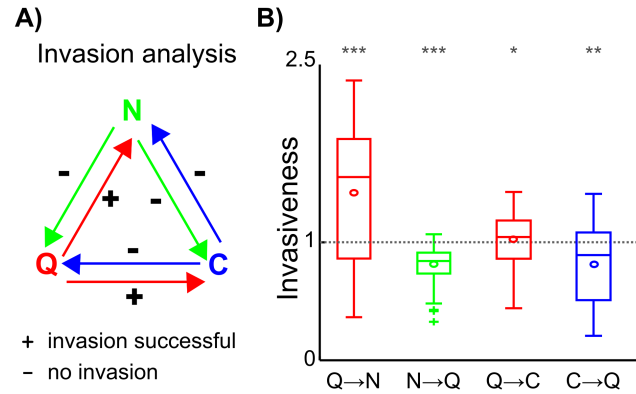 A)
Invasion analysis
N
-
-
+
-
-
Q
C
+
+ invasion successful
- no invasion
B)
*** *** * **
2.5
1
0
Invasiveness
Q→N N→Q Q→C C→Q